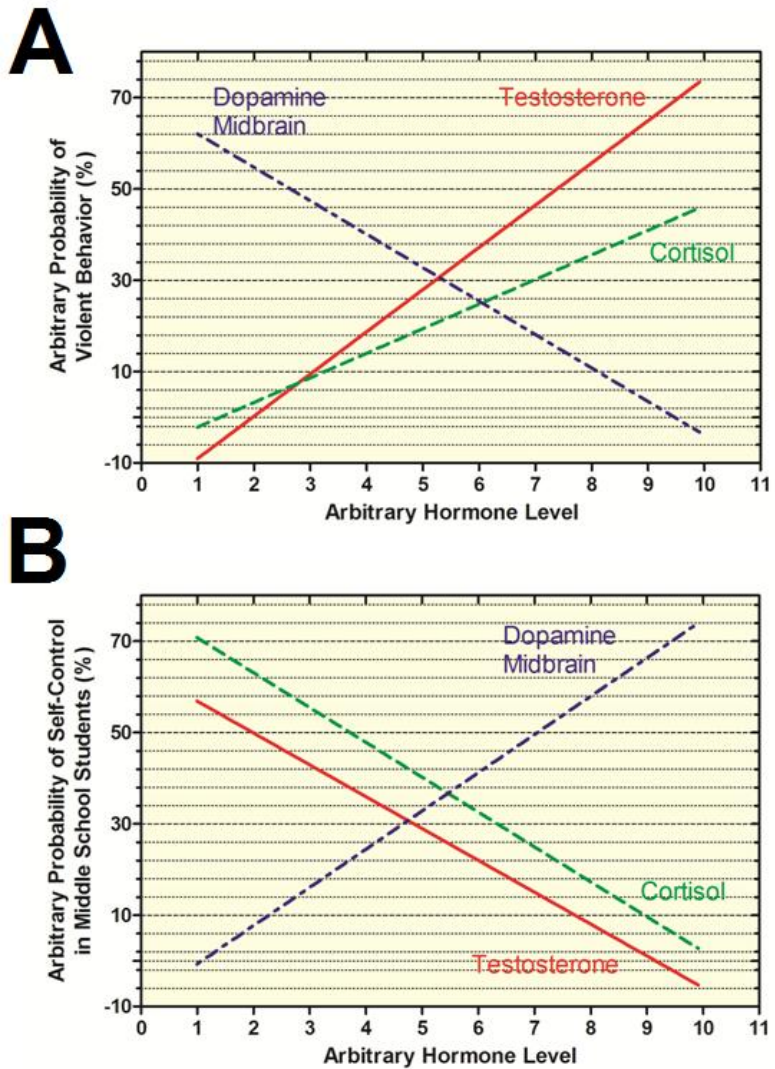 A
Arbitrary Probability of
Violent Behavior (%)
70
50
30
10
-10
Dopamine
Midbrain
Testosterone
Cortisol
0 1 2 3 4 5 6 7 8 9 10 11
Arbitrary Hormone Level
B
Arbitrary Probability of Self-Control
in Middle School Students (%)
70
50
30
10
-10
Dopamine
Midbrain
Cortisol
Testosterone
0 1 2 3 4 5 6 7 8 9 10 11
Arbitrary Hormone Level